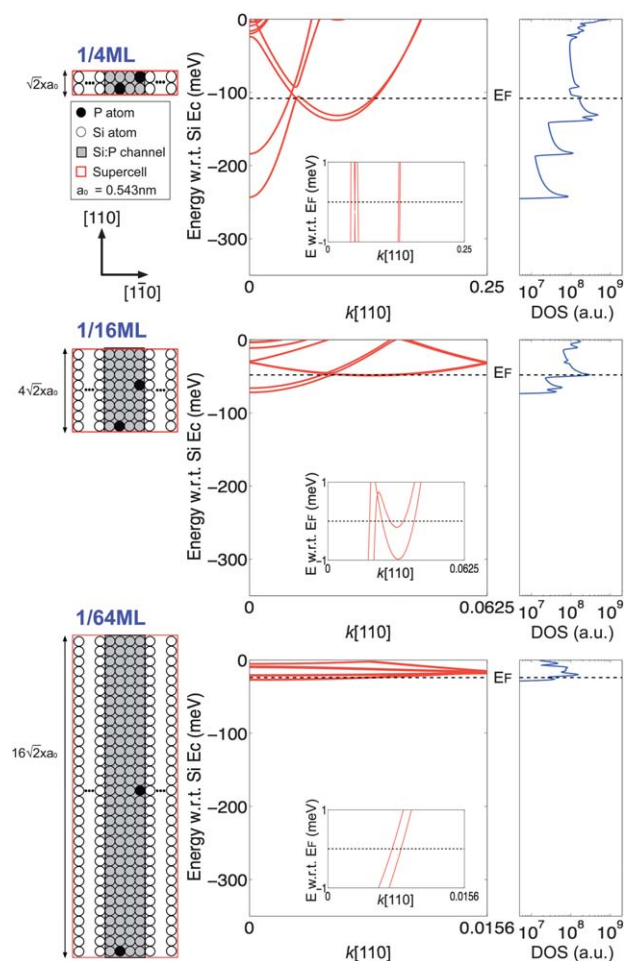 1/4ML
√2xa₀
P atom
Si atom
Si:P channel
Supercell
a₀ = 0.543nm
[110]
[11̄0]
Energy w.r.t. Si Ec (meV)
0
−100
−200
−300
EF
E w.r.t. EF (meV)
1
−1
0
k[110]
0.25
0
k[110]
0.25
10⁷ 10⁸ 10⁹
DOS (a.u.)
1/16ML
4√2xa₀
Energy w.r.t. Si Ec (meV)
0
−100
−200
−300
EF
E w.r.t. EF (meV)
1
−1
0
k[110]
0.0625
0
k[110]
0.0625
10⁷ 10⁸ 10⁹
DOS (a.u.)
1/64ML
16√2xa₀
Energy w.r.t. Si Ec (meV)
0
−100
−200
−300
EF
E w.r.t. EF (meV)
1
−1
0
k[110]
0.0156
0
k[110]
0.0156
10⁷ 10⁸ 10⁹
DOS (a.u.)